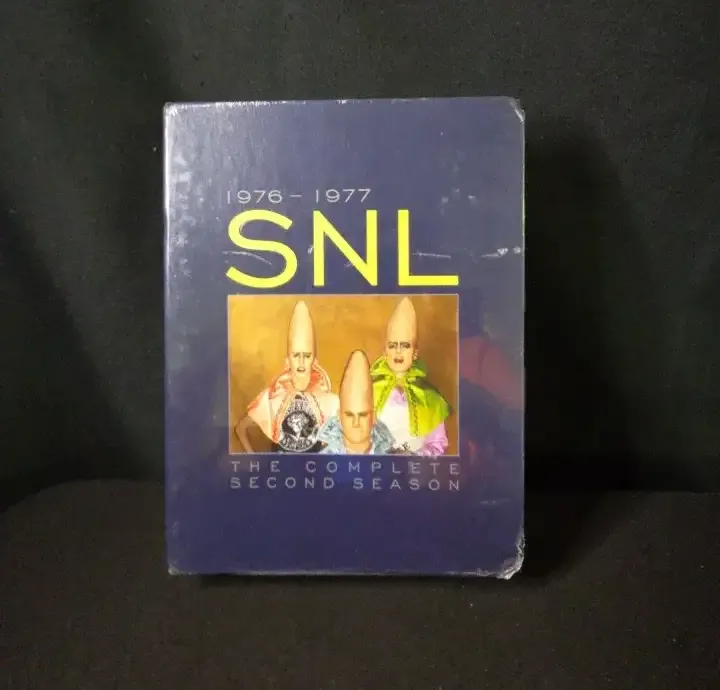 1976 – 1977
SNL
THE COMPLETE
SECOND SEASON